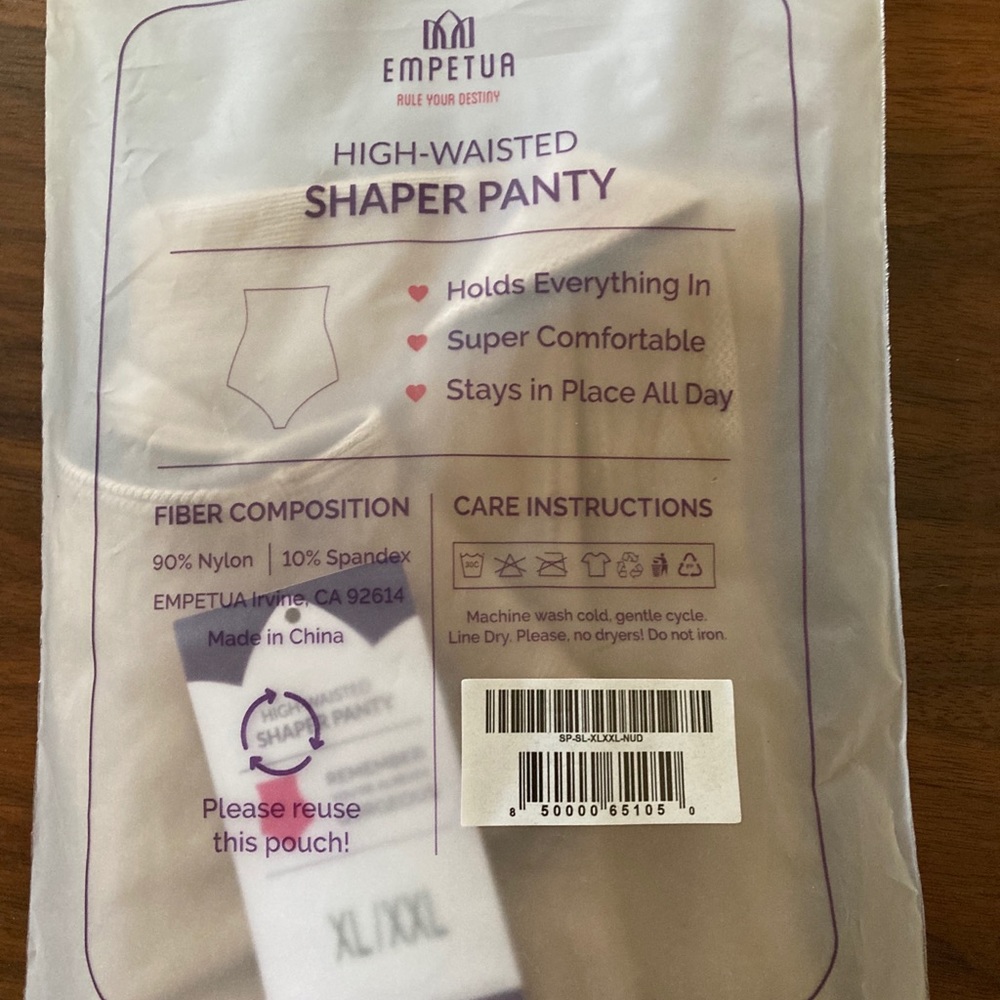 EMPETUA
RULE YOUR DESTINY
HIGH-WAISTED
SHAPER PANTY
Holds Everything In
Super Comfortable
Stays in Place All Day
FIBER COMPOSITION
90% Nylon | 10% Spandex
EMPETUA Irvine, CA 92614
Made in China
CARE INSTRUCTIONS
30C
Machine wash cold, gentle cycle.
Line Dry. Please, no dryers! Do not iron.
SP-SL-XLXXL-NUD
8 50000 65105 0
HIGH-WAISTED
SHAPER PANTY
REMEMBER
Please reuse
this pouch!
XL/XXL